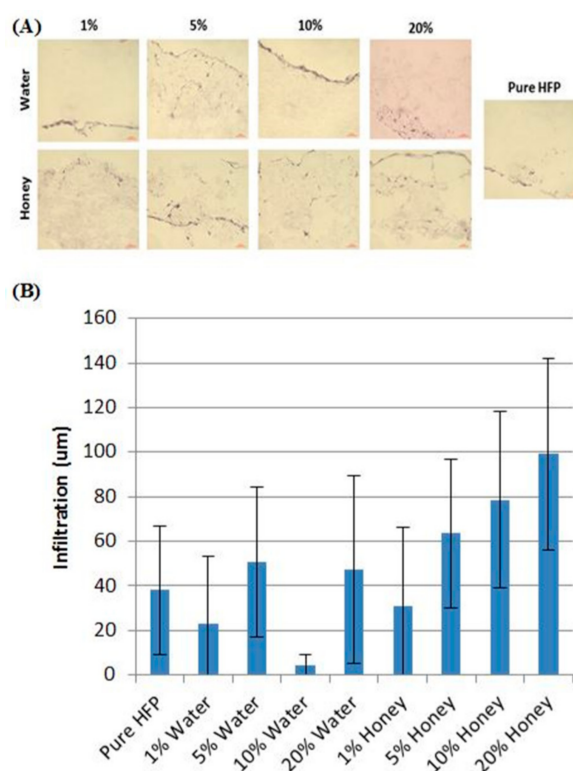 (A)
1% 5% 10% 20%
Water
Pure HFP
Honey
(B)
160
140
120
100
80
60
40
20
0
Infiltration (um)
Pure HFP
1% Water
5% Water
10% Water
20% Water
1% Honey
5% Honey
10% Honey
20% Honey